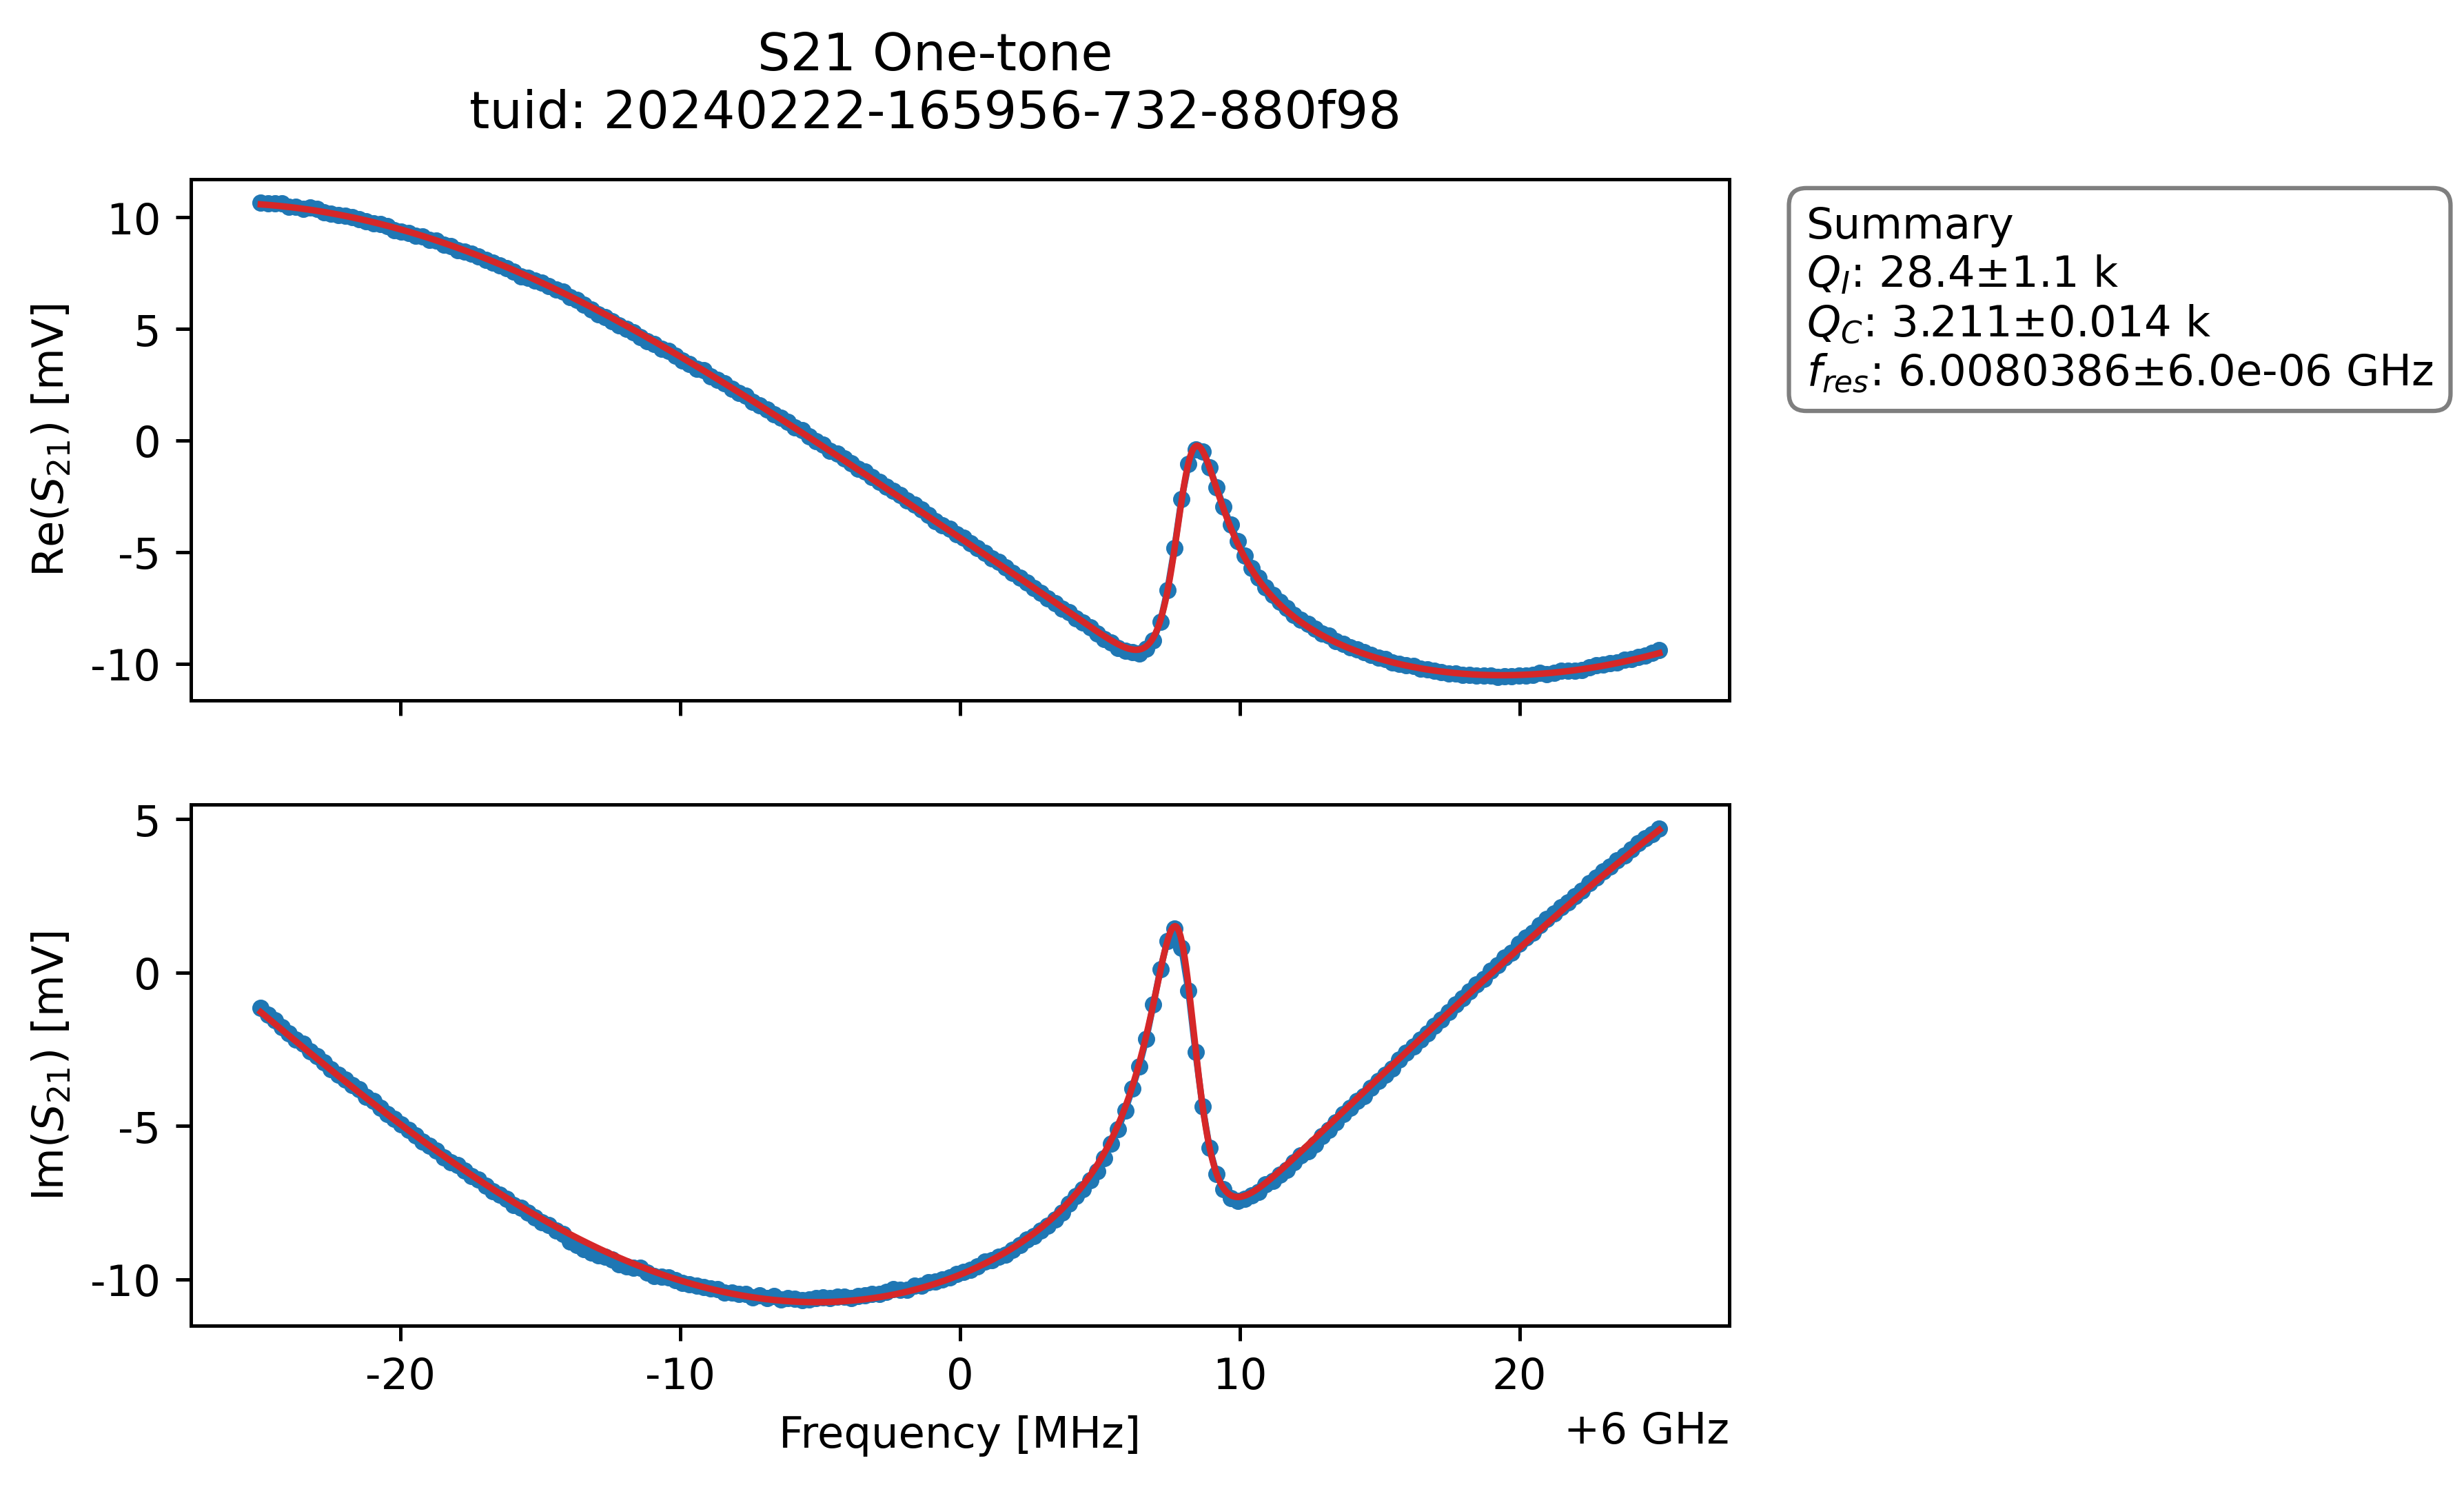 S21 One-tone
tuid: 20240222-165956-732-880f98
10
5
0
-5
-10
Re(S21) [mV]
Summary
QI: 28.4±1.1 k
QC: 3.211±0.014 k
fres: 6.0080386±6.0e-06 GHz
5
0
-5
-10
Im(S21) [mV]
-20 -10 0 10 20
Frequency [MHz]
+6 GHz